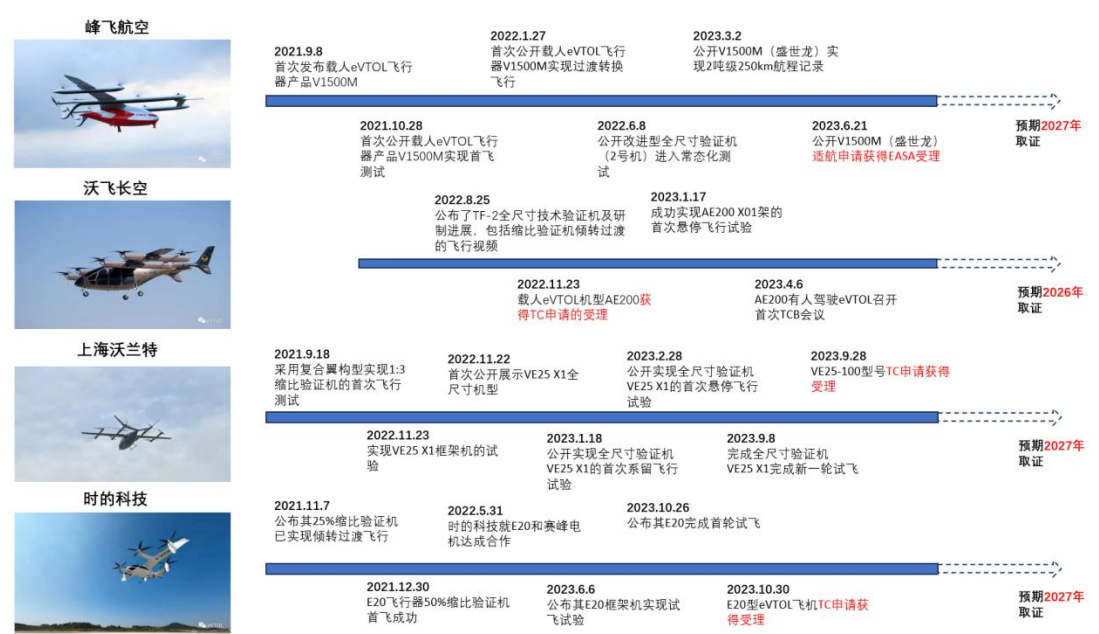 峰飞航空
2021.9.8
首次发布载人eVTOL飞行
器产品V1500M
2022.1.27
首次公开载人eVTOL飞行
器V1500M实现过渡转换
飞行
2023.3.2
公开V1500M（盛世龙）实
现2吨级250km航程记录
2021.10.28
首次公开载人eVTOL飞行
器产品V1500M实现首飞
测试
2022.6.8
公开改进型全尺寸验证机
（2号机）进入常态化测
试
2023.6.21
公开V1500M（盛世龙）
适航申请获得EASA受理
预期2027年
取证
沃飞长空
2022.8.25
公布了TF-2全尺寸技术验证机及研
制进展，包括缩比验证机倾转过渡
的飞行视频
2023.1.17
成功实现AE200 X01架的
首次悬停飞行试验
2022.11.23
载人eVTOL机型AE200获
得TC申请的受理
2023.4.6
AE200有人驾驶eVTOL召开
首次TCB会议
预期2026年
取证
上海沃兰特
2021.9.18
采用复合翼构型实现1:3
缩比验证机的首次飞行
测试
2022.11.22
首次公开展示VE25 X1全
尺寸机型
2023.2.28
公开实现全尺寸验证机
VE25 X1的首次悬停飞行
试验
2023.9.28
VE25-100型号TC申请获得
受理
2022.11.23
实现VE25 X1框架机的试
验
2023.1.18
公开实现全尺寸验证机
VE25 X1的首次系留飞行
试验
2023.9.8
完成全尺寸验证机
VE25 X1完成新一轮试飞
预期2027年
取证
时的科技
2021.11.7
公布其25%缩比验证机
已实现倾转过渡飞行
2022.5.31
时的科技就E20和赛峰电
机达成合作
2023.10.26
公布其E20完成首轮试飞
2021.12.30
E20飞行器50%缩比验证机
首飞成功
2023.6.6
公布其E20框架机实现试
飞试验
2023.10.30
E20型eVTOL飞机TC申请获
得受理
预期2027年
取证